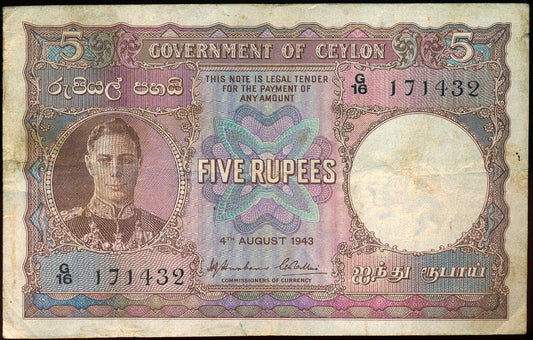 5 GOVERNMENT OF CEYLON 5
රුපියල් පහයි
THIS NOTE IS LEGAL TENDER
FOR THE PAYMENT OF
ANY AMOUNT
G/16 171432
FIVE RUPEES
4TH AUGUST 1943
G/16 171432
COMMISSIONERS OF CURRENCY
ஐந்து ரூபாய்